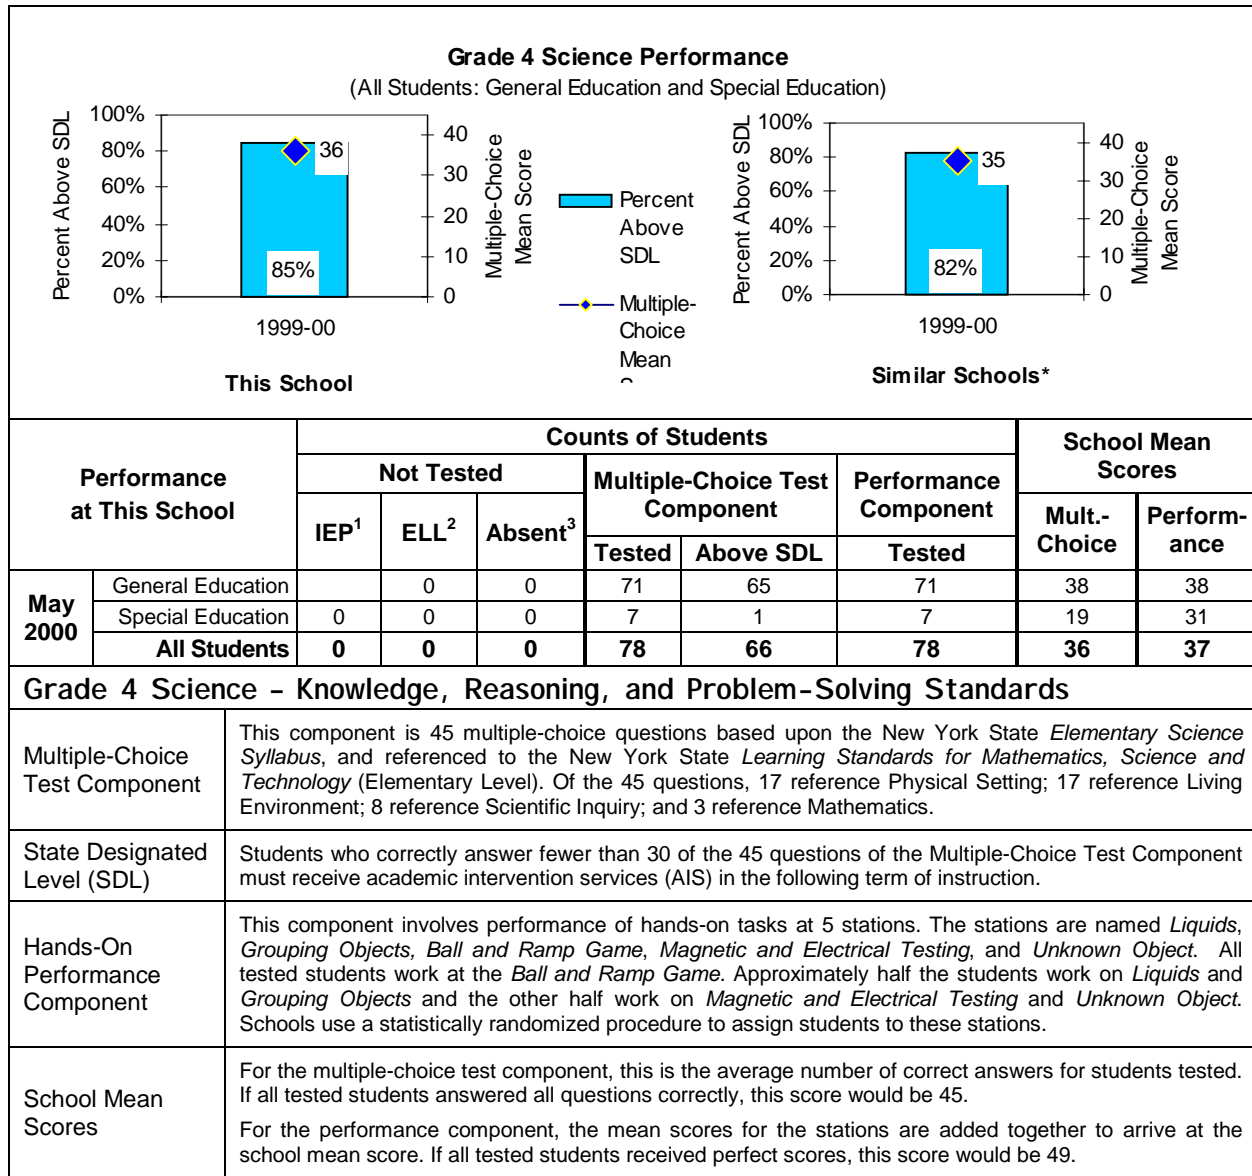 Grade 4 Science Performance
(All Students: General Education and Special Education)
Percent Above SDL
100%
80%
60%
40%
20%
0%
36
85%
40
30
20
10
0
Multiple-Choice
Mean Score
1999-00
This School
Percent
Above
SDL
Multiple-
Choice
Mean
Percent Above SDL
100%
80%
60%
40%
20%
0%
35
82%
40
30
20
10
0
Multiple-Choice
Mean Score
1999-00
Similar Schools*
Performance
at This School
Counts of Students
School Mean
Scores
Not Tested
Multiple-Choice Test
Component
Performance
Component
IEP1 ELL2 Absent3
Tested Above SDL Tested
Mult.-
Choice
Perform-
ance
May
2000
General Education 0 0 71 65 71 38 38
Special Education 0 0 0 7 1 7 19 31
All Students 0 0 0 78 66 78 36 37
Grade 4 Science – Knowledge, Reasoning, and Problem-Solving Standards
Multiple-Choice
Test Component
This component is 45 multiple-choice questions based upon the New York State Elementary Science
Syllabus, and referenced to the New York State Learning Standards for Mathematics, Science and
Technology (Elementary Level). Of the 45 questions, 17 reference Physical Setting; 17 reference Living
Environment; 8 reference Scientific Inquiry; and 3 reference Mathematics.
State Designated
Level (SDL)
Students who correctly answer fewer than 30 of the 45 questions of the Multiple-Choice Test Component
must receive academic intervention services (AIS) in the following term of instruction.
Hands-On
Performance
Component
This component involves performance of hands-on tasks at 5 stations. The stations are named Liquids,
Grouping Objects, Ball and Ramp Game, Magnetic and Electrical Testing, and Unknown Object. All
tested students work at the Ball and Ramp Game. Approximately half the students work on Liquids and
Grouping Objects and the other half work on Magnetic and Electrical Testing and Unknown Object.
Schools use a statistically randomized procedure to assign students to these stations.
School Mean
Scores
For the multiple-choice test component, this is the average number of correct answers for students tested.
If all tested students answered all questions correctly, this score would be 45.
For the performance component, the mean scores for the stations are added together to arrive at the
school mean score. If all tested students received perfect scores, this score would be 49.